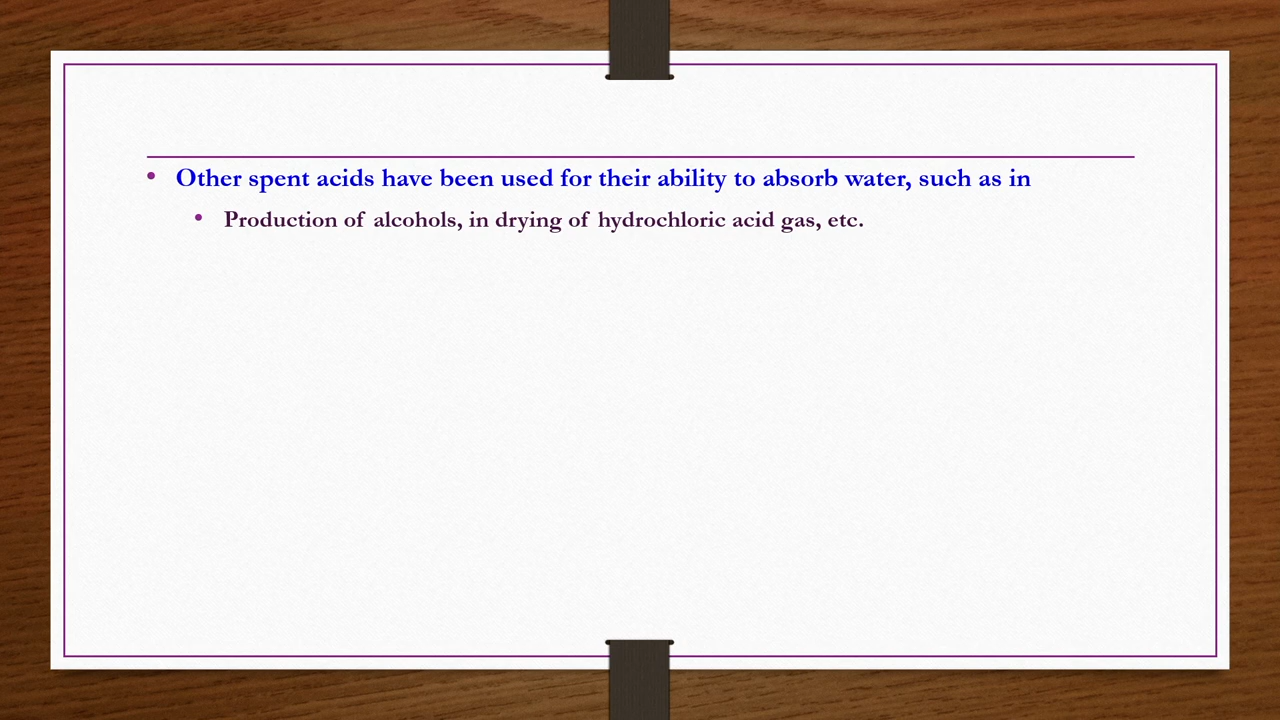 • Other spent acids have been used for their ability to absorb water, such as in
• Production of alcohols, in drying of hydrochloric acid gas, etc.